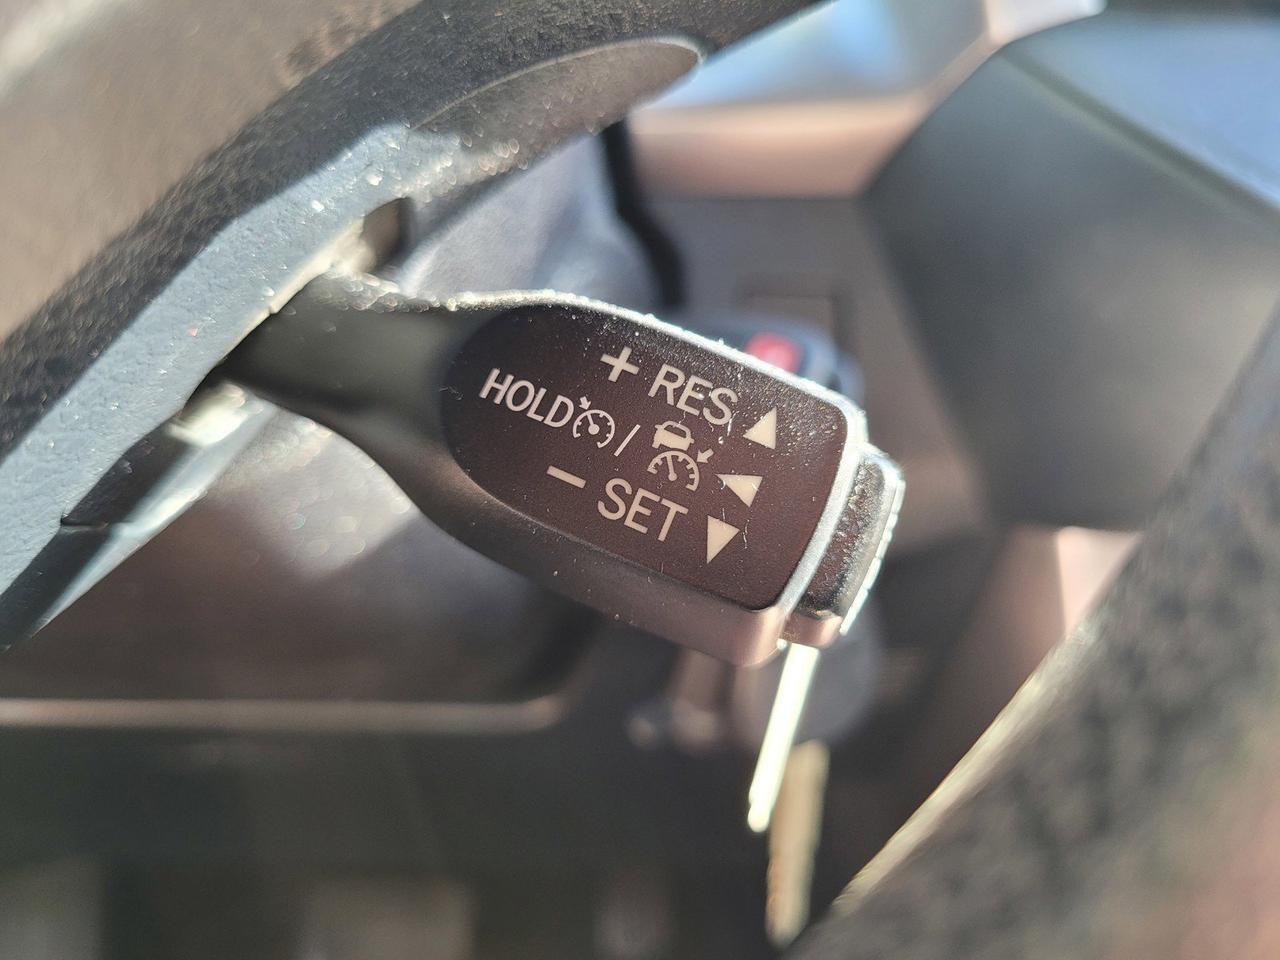 + RES
HOLD /
- SET